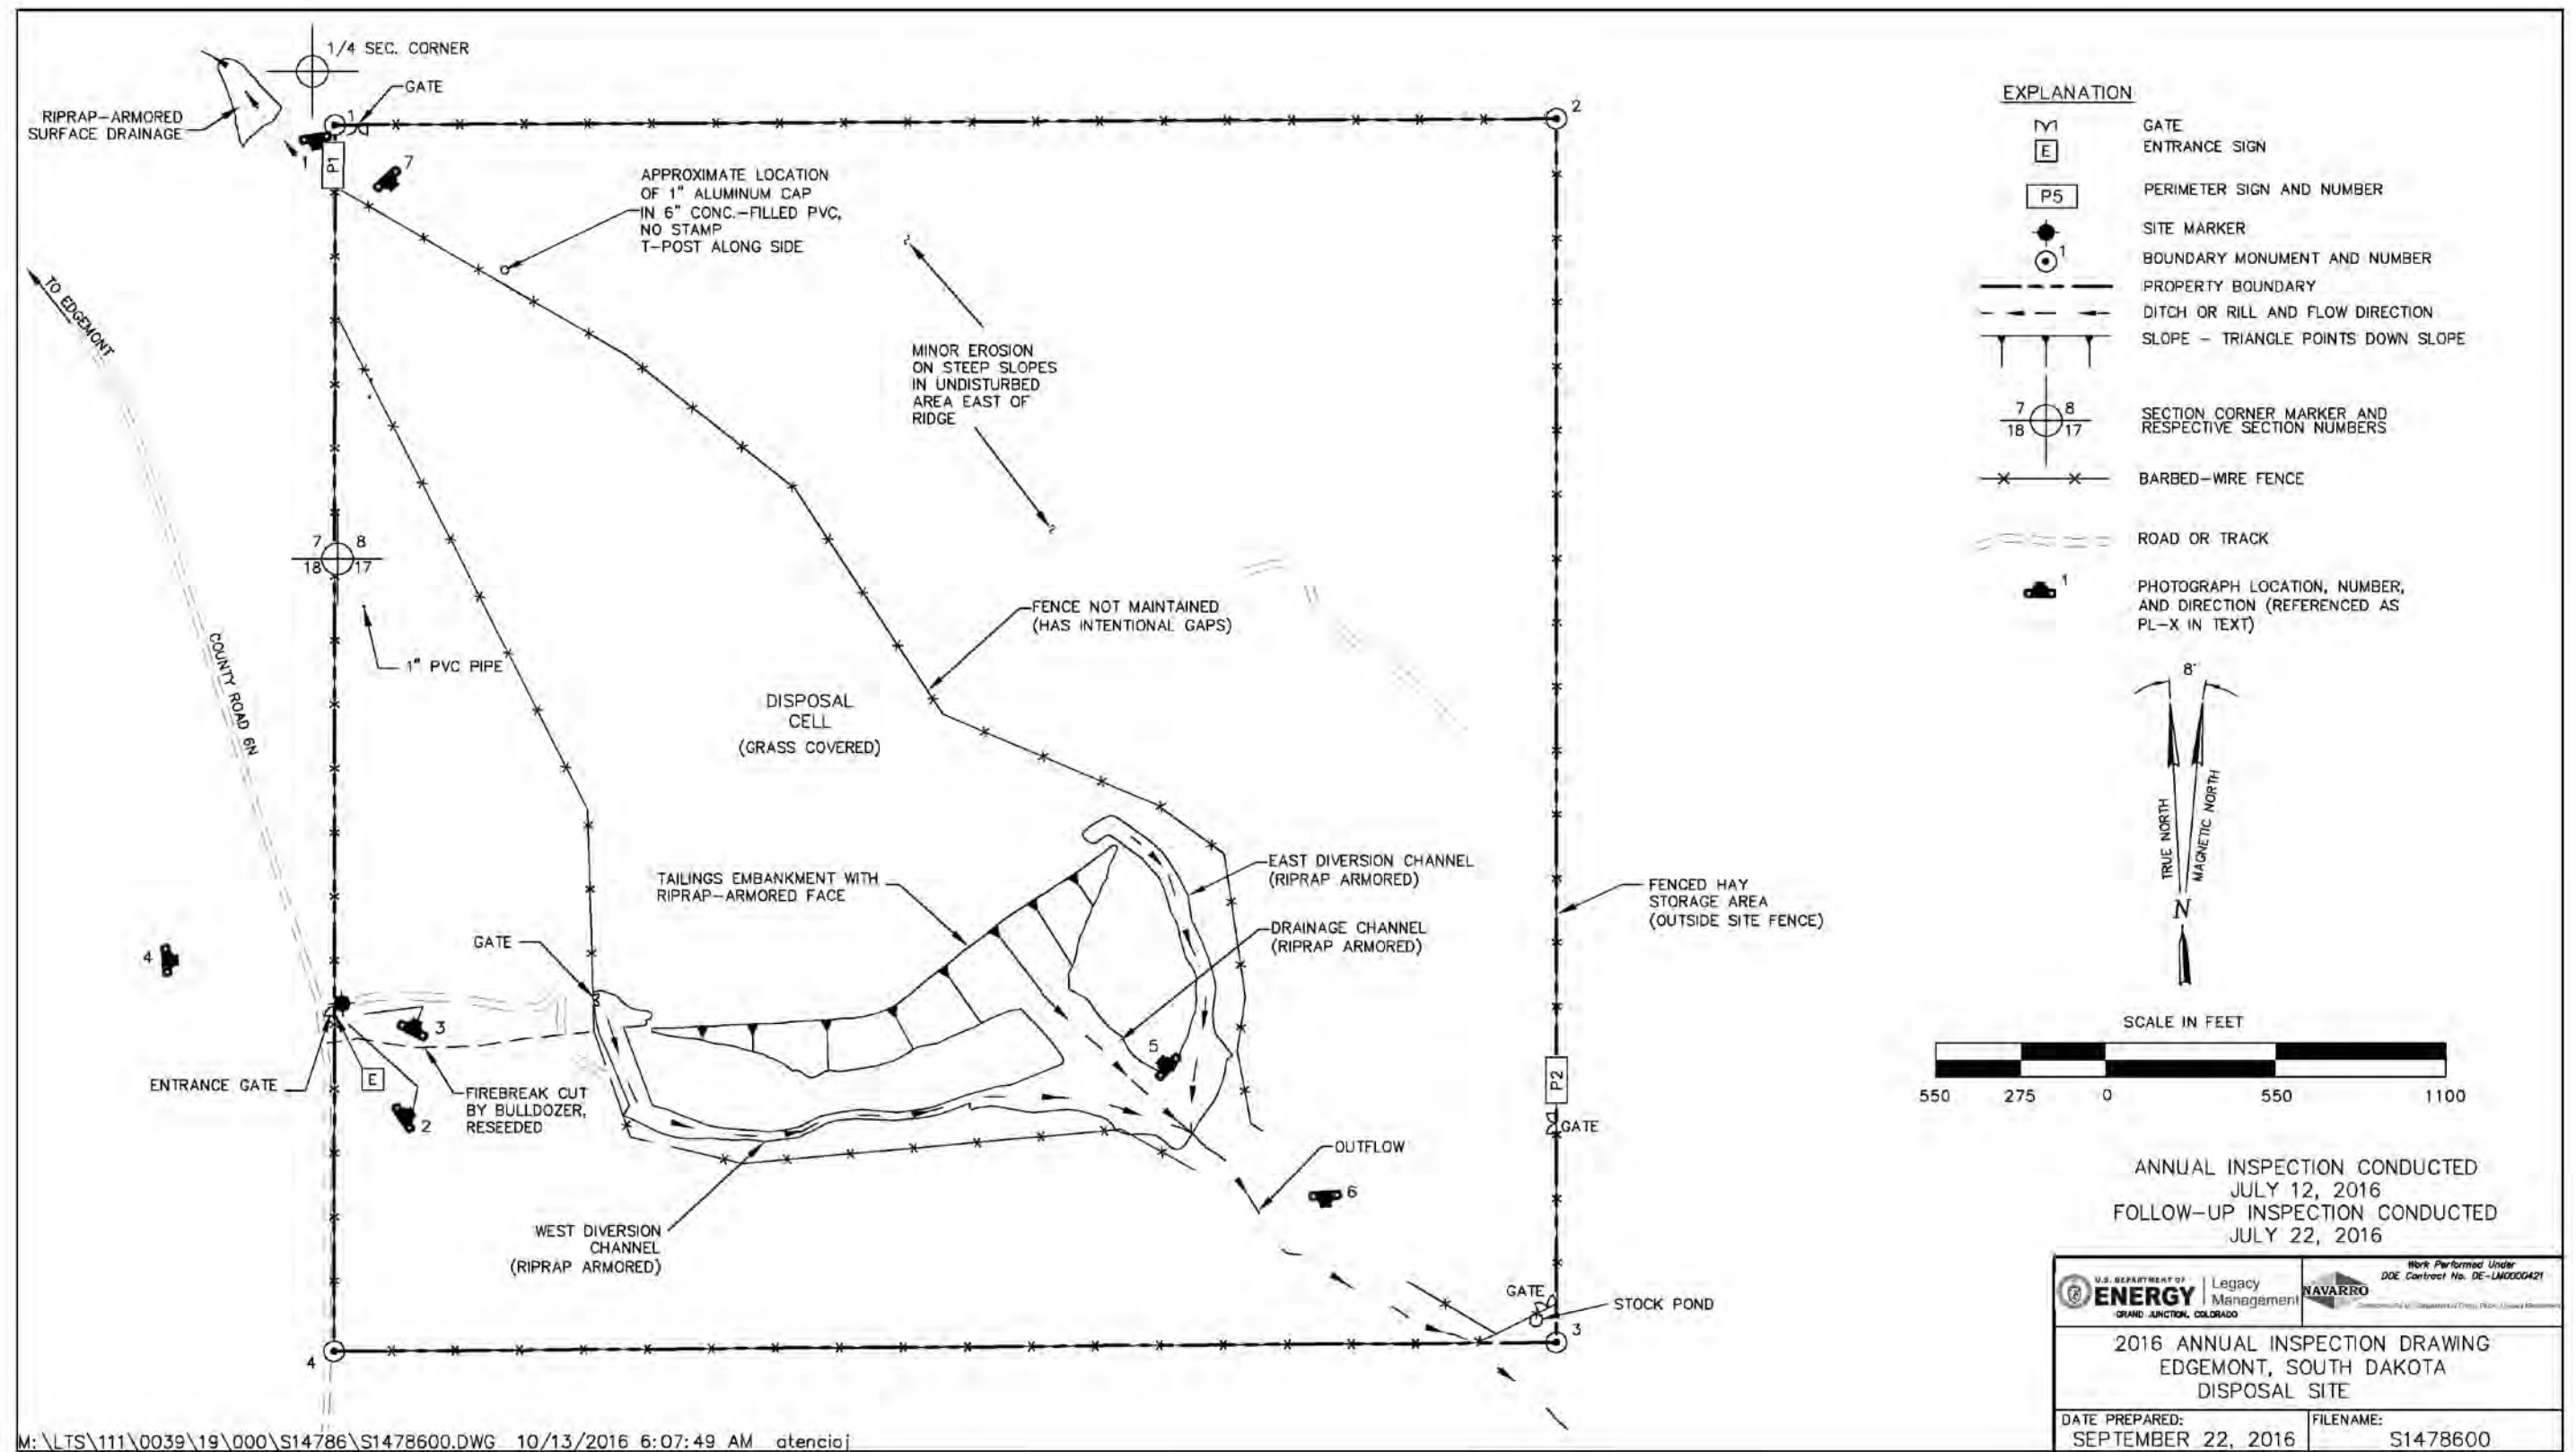 1/4 SEC. CORNER
GATE
RIPRAP-ARMORED
SURFACE DRAINAGE
1
2
P1
1
7
APPROXIMATE LOCATION
OF 1" ALUMINUM CAP
IN 6" CONC.-FILLED PVC,
NO STAMP
T-POST ALONG SIDE
TO EDGEMONT
MINOR EROSION
ON STEEP SLOPES
IN UNDISTURBED
AREA EAST OF
RIDGE
7 8
18 17
COUNTY ROAD 6N
1" PVC PIPE
FENCE NOT MAINTAINED
(HAS INTENTIONAL GAPS)
DISPOSAL
CELL
(GRASS COVERED)
TAILINGS EMBANKMENT WITH
RIPRAP-ARMORED FACE
EAST DIVERSION CHANNEL
(RIPRAP ARMORED)
DRAINAGE CHANNEL
(RIPRAP ARMORED)
FENCED HAY
STORAGE AREA
(OUTSIDE SITE FENCE)
GATE
4
3
5
ENTRANCE GATE
E
FIREBREAK CUT
BY BULLDOZER,
RESEEDED
2
P2
GATE
OUTFLOW
6
WEST DIVERSION
CHANNEL
(RIPRAP ARMORED)
GATE
STOCK POND
3
4
EXPLANATION
GATE
E ENTRANCE SIGN
P5 PERIMETER SIGN AND NUMBER
SITE MARKER
1 BOUNDARY MONUMENT AND NUMBER
PROPERTY BOUNDARY
DITCH OR RILL AND FLOW DIRECTION
SLOPE - TRIANGLE POINTS DOWN SLOPE
7 8
18 17
SECTION CORNER MARKER AND
RESPECTIVE SECTION NUMBERS
BARBED-WIRE FENCE
ROAD OR TRACK
1
PHOTOGRAPH LOCATION, NUMBER,
AND DIRECTION (REFERENCED AS
PL-X IN TEXT)
8°
TRUE NORTH
MAGNETIC NORTH
N
SCALE IN FEET
550 275 0 550 1100
ANNUAL INSPECTION CONDUCTED
JULY 12, 2016
FOLLOW-UP INSPECTION CONDUCTED
JULY 22, 2016
U.S. DEPARTMENT OF
ENERGY
GRAND JUNCTION, COLORADO
Legacy
Management
NAVARRO
Work Performed Under
DOE Contract No. DE-LM0000421
2016 ANNUAL INSPECTION DRAWING
EDGEMONT, SOUTH DAKOTA
DISPOSAL SITE
DATE PREPARED:
SEPTEMBER 22, 2016
FILENAME:
S1478600
M:\LTS\111\0039\19\000\S14786\S1478600.DWG 10/13/2016 6:07:49 AM atencioj